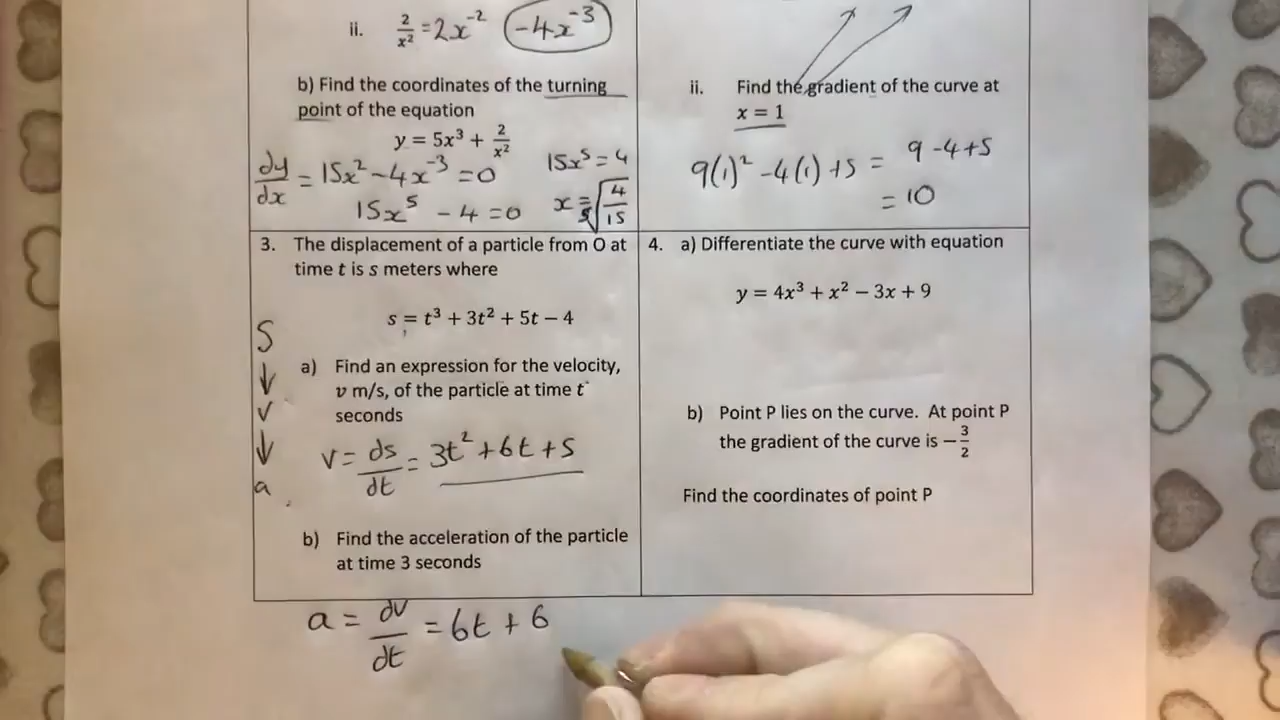 ii. 2/x² = 2x⁻² -4x⁻³
b) Find the coordinates of the turning
point of the equation
y = 5x³ + 2/x²
dy/dx = 15x² - 4x⁻³ = 0
15x⁵ - 4 = 0
15x⁵ = 4
x = ⁵√(4/15)
ii. Find the gradient of the curve at
x = 1
9(1)² - 4(1) + 5 = 9 - 4 + 5
= 10
3. The displacement of a particle from O at
time t is s meters where
s = t³ + 3t² + 5t − 4
a) Find an expression for the velocity,
v m/s, of the particle at time t
seconds
S
↓
v
↓
a
v = ds/dt = 3t² + 6t + 5
b) Find the acceleration of the particle
at time 3 seconds
a = dv/dt = 6t + 6
4. a) Differentiate the curve with equation
y = 4x³ + x² − 3x + 9
b) Point P lies on the curve. At point P
the gradient of the curve is −3/2
Find the coordinates of point P